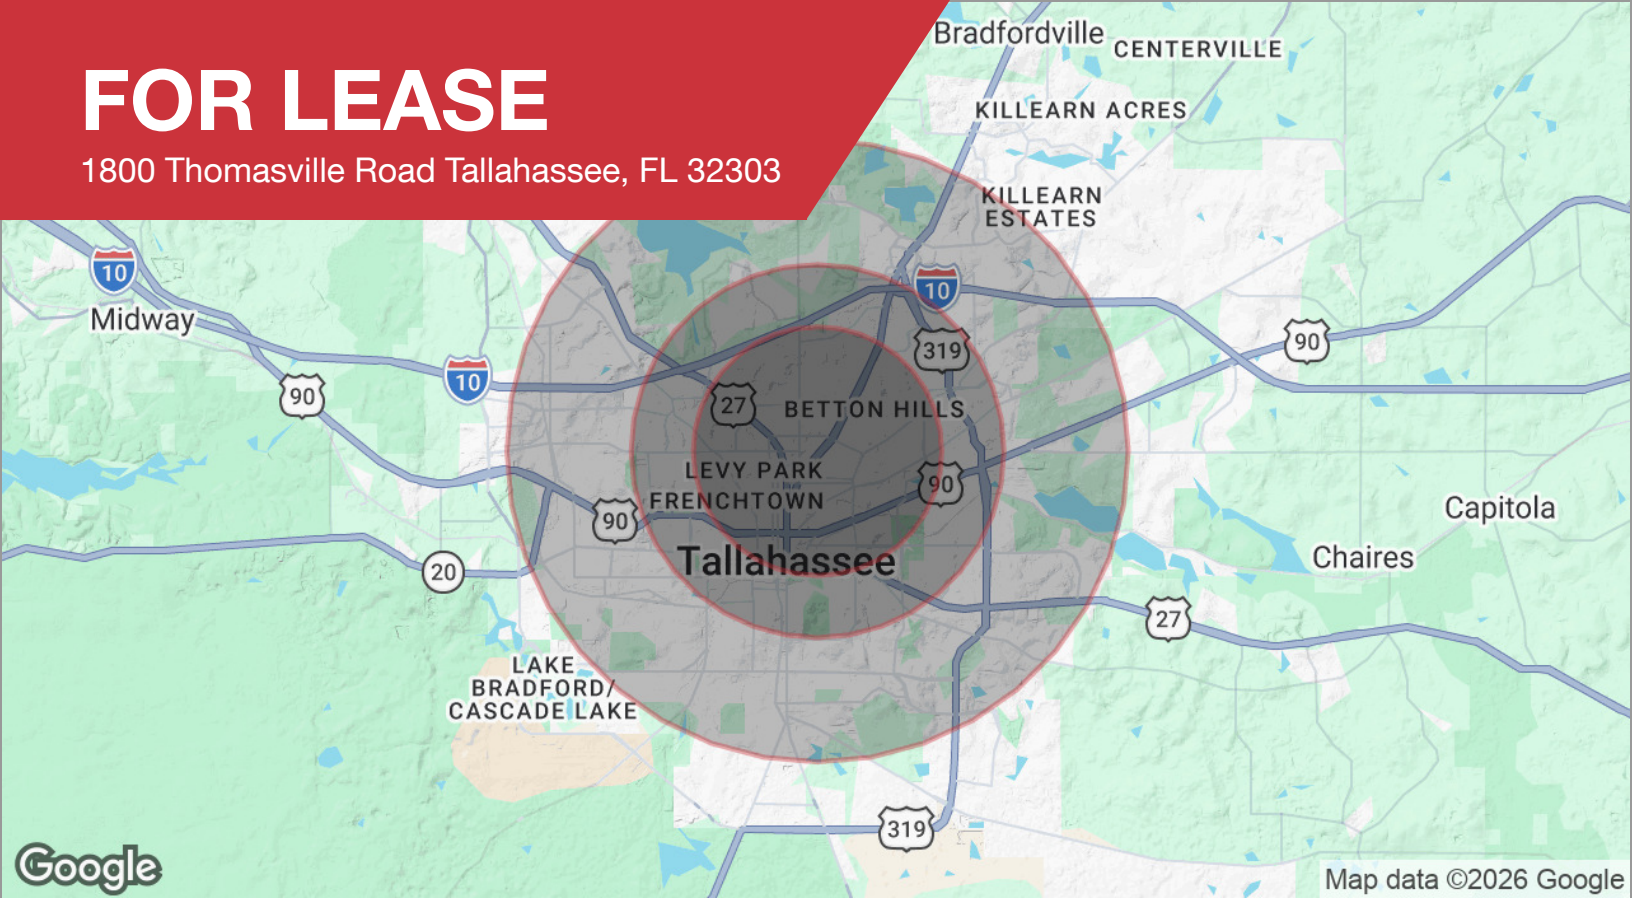 FOR LEASE
1800 Thomasville Road Tallahassee, FL 32303
Bradfordville
CENTERVILLE
KILLEARN ACRES
KILLEARN
ESTATES
10
10
Midway
319
90
10
90
27
BETTON HILLS
LEVY PARK
90
FRENCHTOWN
90
Capitola
Tallahassee
Chaires
20
27
LAKE
BRADFORD/
CASCADE LAKE
319
Google
Map data ©2026 Google